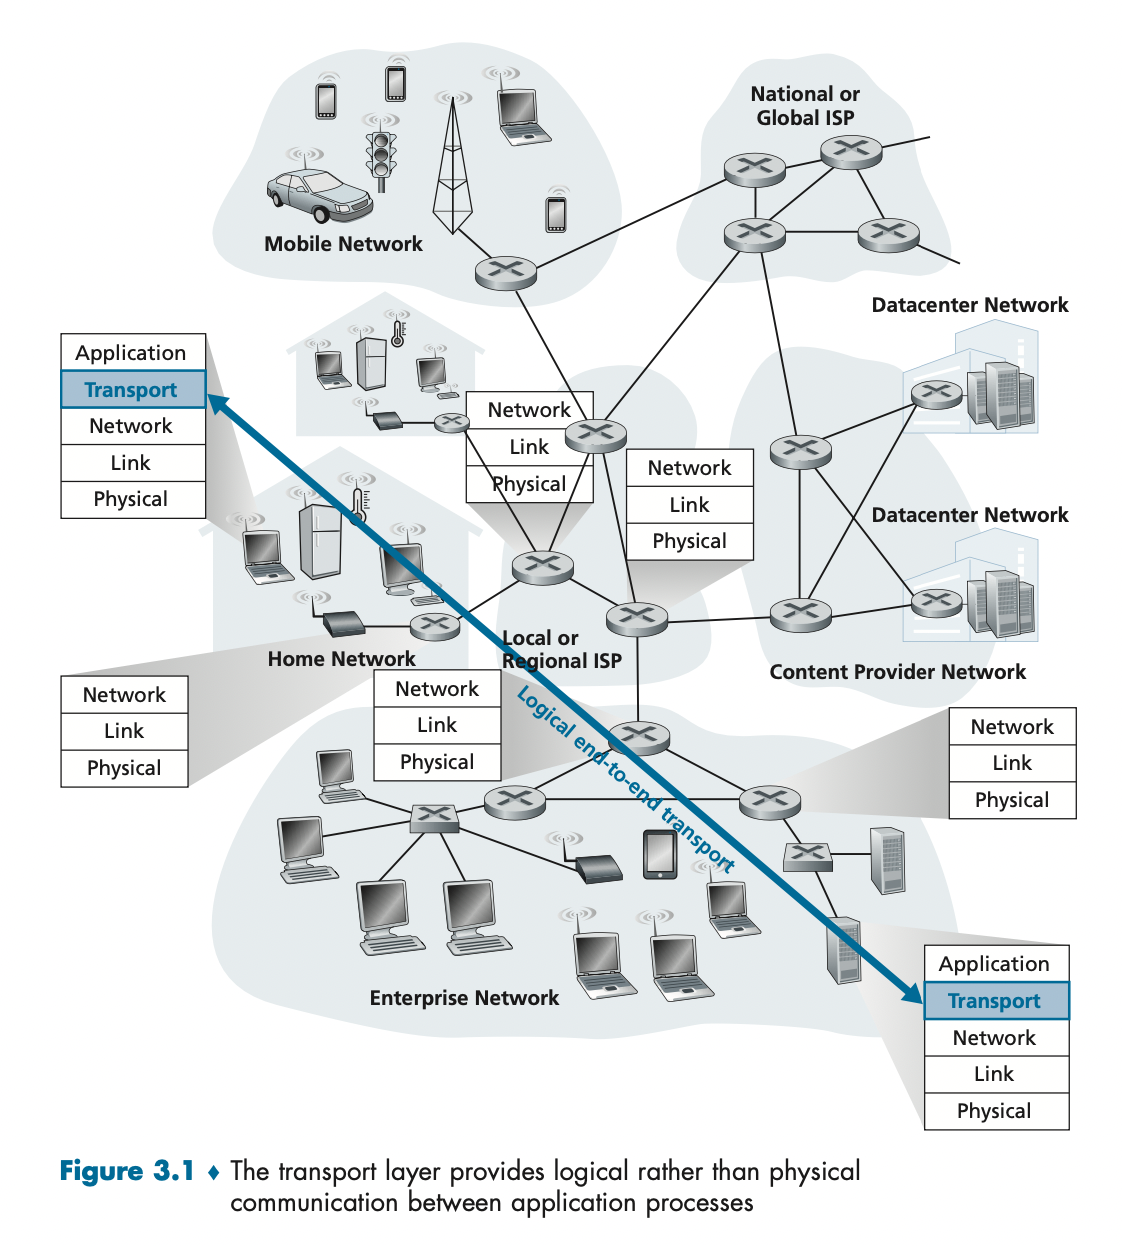 National or
Global ISP
Mobile Network
Datacenter Network
Application
Transport
Network
Link
Physical
Network
Link
Physical
Network
Link
Physical
Datacenter Network
Home Network
Local or
Regional ISP
Content Provider Network
Network
Link
Physical
Network
Link
Physical
Logical end-to-end transport
Network
Link
Physical
Enterprise Network
Application
Transport
Network
Link
Physical
Figure 3.1 ♦ The transport layer provides logical rather than physical
communication between application processes